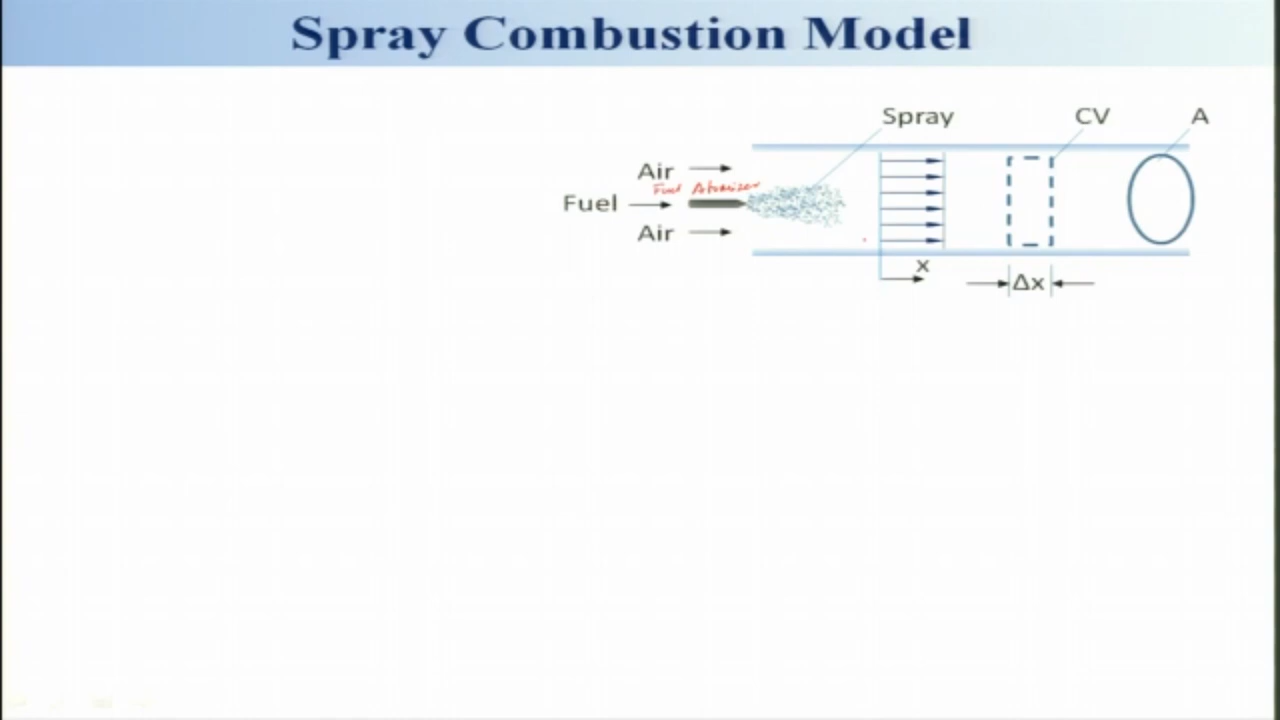 Spray Combustion Model
Spray
CV
A
Air
Fuel Atomizer
Fuel
Air
x
Δx